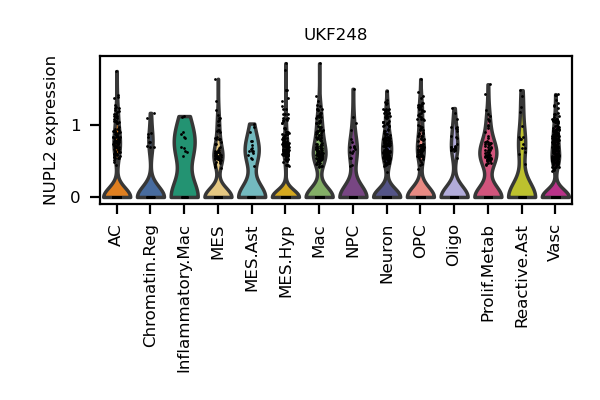 UKF248
NUPL2 expression
1
0
AC
Chromatin.Reg
Inflammatory.Mac
MES
MES.Ast
MES.Hyp
Mac
NPC
Neuron
OPC
Oligo
Prolif.Metab
Reactive.Ast
Vasc